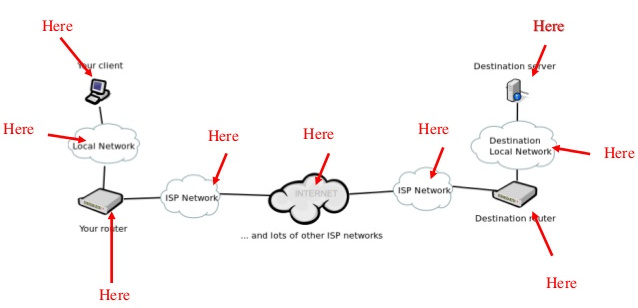 Here
Here
Your client
Destination server
Here
Here
Here
Here
Local Network
Destination
Local Network
Here
ISP Network
INTERNET
ISP Network
Your router
Destination router
... and lots of other ISP networks
Here
Here